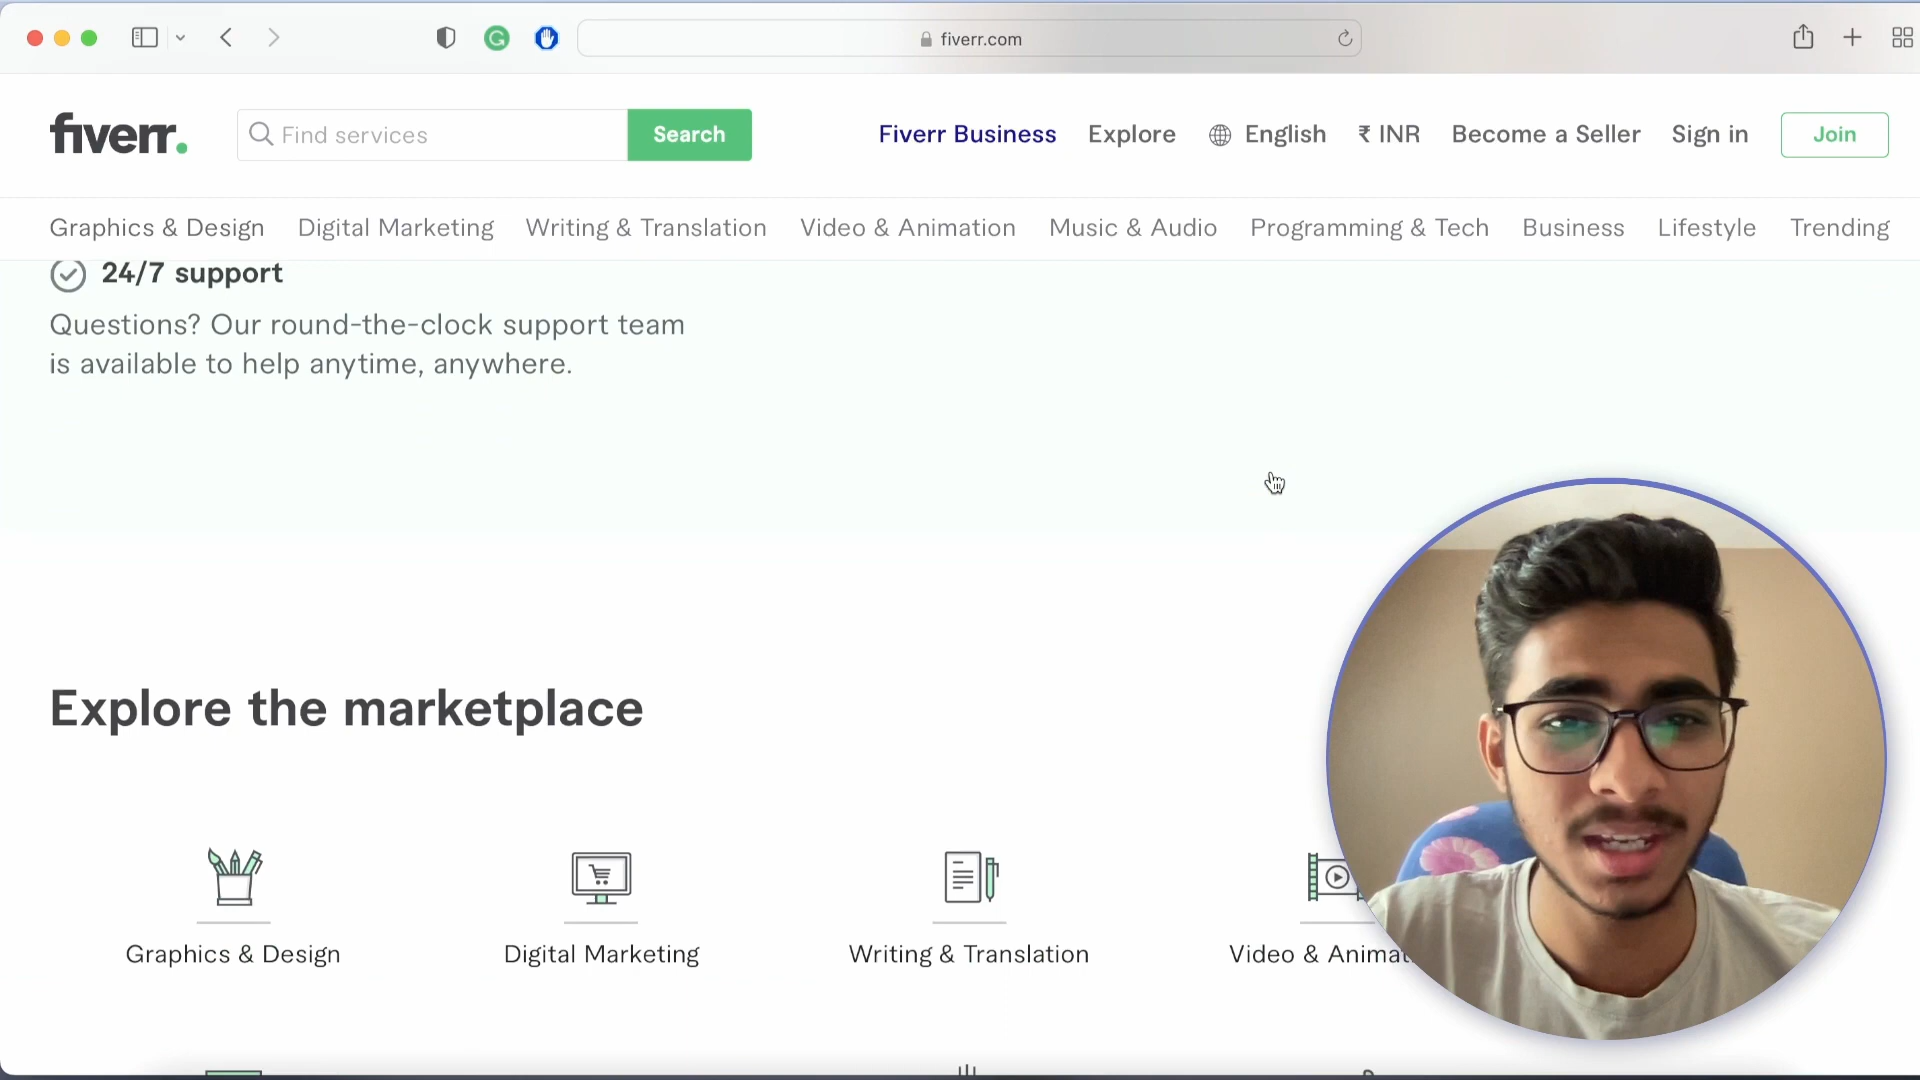 fiverr.com
fiverr.
Find services
Search
Fiverr Business
Explore
English
₹ INR
Become a Seller
Sign in
Join
Graphics & Design
Digital Marketing
Writing & Translation
Video & Animation
Music & Audio
Programming & Tech
Business
Lifestyle
Trending
24/7 support
Questions? Our round-the-clock support team
is available to help anytime, anywhere.
Explore the marketplace
Graphics & Design
Digital Marketing
Writing & Translation
Video & Animat